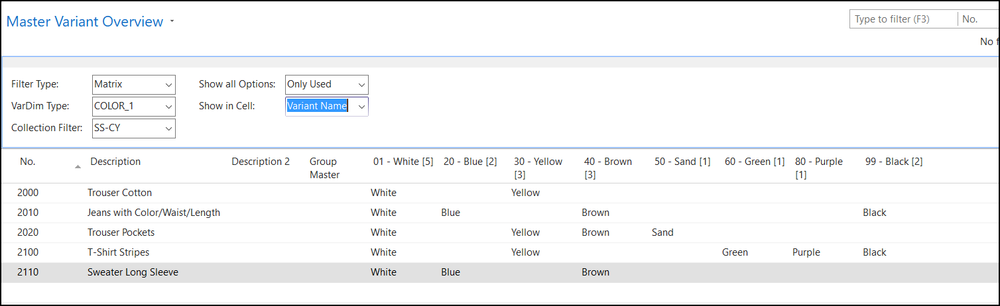 Master Variant Overview
Type to filter (F3) No.
No f
Filter Type: Matrix Show all Options: Only Used
VarDim Type: COLOR_1 Show in Cell: Variant Name
Collection Filter: SS-CY
No. Description Description 2 Group Master 01 - White [5] 20 - Blue [2] 30 - Yellow [3] 40 - Brown [3] 50 - Sand [1] 60 - Green [1] 80 - Purple [1] 99 - Black [2]
2000 Trouser Cotton White Yellow
2010 Jeans with Color/Waist/Length White Blue Brown Black
2020 Trouser Pockets White Yellow Brown Sand
2100 T-Shirt Stripes White Yellow Green Purple Black
2110 Sweater Long Sleeve White Blue Brown